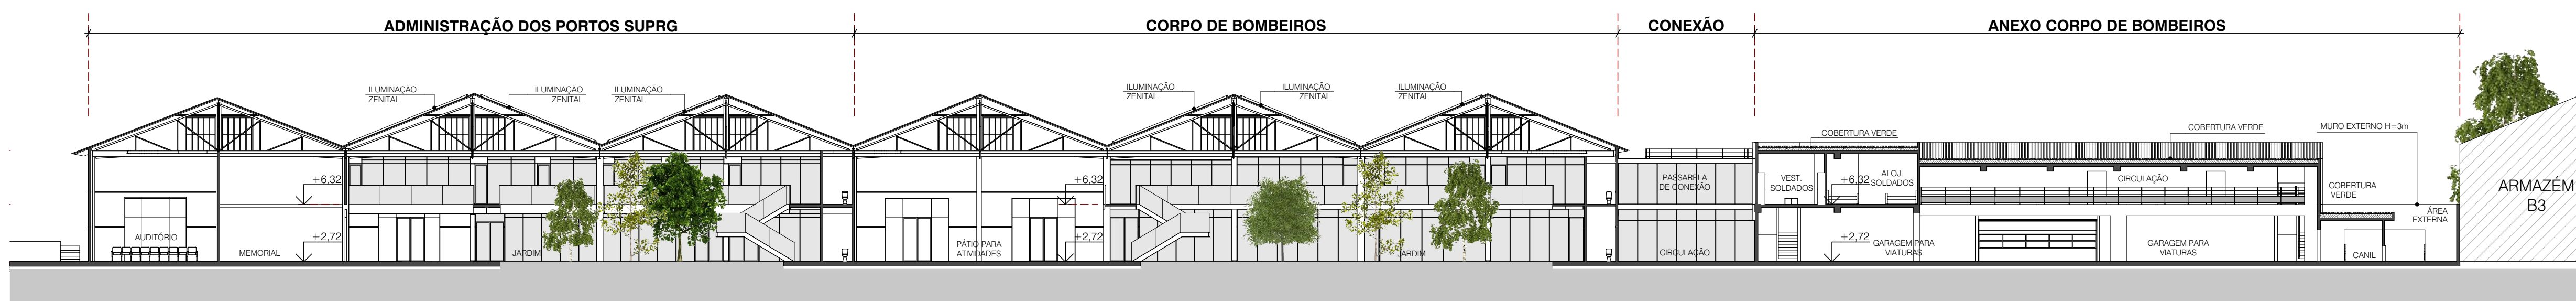 ADMINISTRAÇÃO DOS PORTOS SUPRG
CORPO DE BOMBEIROS
CONEXÃO
ANEXO CORPO DE BOMBEIROS
ILUMINAÇÃO
ZENITAL
ILUMINAÇÃO
ZENITAL
ILUMINAÇÃO
ZENITAL
ILUMINAÇÃO
ZENITAL
ILUMINAÇÃO
ZENITAL
ILUMINAÇÃO
ZENITAL
COBERTURA VERDE
COBERTURA VERDE
MURO EXTERNO H=3m
+6,32
+6,32
PASSARELA
DE CONEXÃO
VEST.
SOLDADOS
+6,32
ALOJ.
SOLDADOS
CIRCULAÇÃO
COBERTURA
VERDE
ARMAZÉM
B3
ÁREA
EXTERNA
AUDITÓRIO
MEMORIAL
+2,72
JARDIM
PÁTIO PARA
ATIVIDADES
+2,72
JARDIM
CIRCULAÇÃO
+2,72
GARAGEM PARA
VIATURAS
GARAGEM PARA
VIATURAS
CANIL